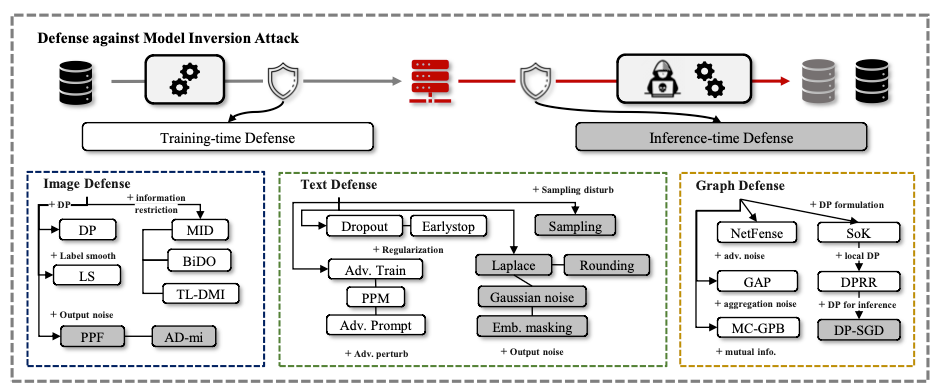 Defense against Model Inversion Attack
Training-time Defense
Inference-time Defense
Image Defense
+ DP
+ information
restriction
DP
MID
+ Label smooth
BiDO
LS
TL-DMI
+ Output noise
PPF
AD-mi
Text Defense
+ Sampling disturb
Dropout
Earlystop
Sampling
+ Regularization
Adv. Train
Laplace
Rounding
PPM
Gaussian noise
Adv. Prompt
Emb. masking
+ Adv. perturb
+ Output noise
Graph Defense
+ DP formulation
NetFense
SoK
+ adv. noise
+ local DP
GAP
DPRR
+ aggregation noise
+ DP for inference
MC-GPB
DP-SGD
+ mutual info.